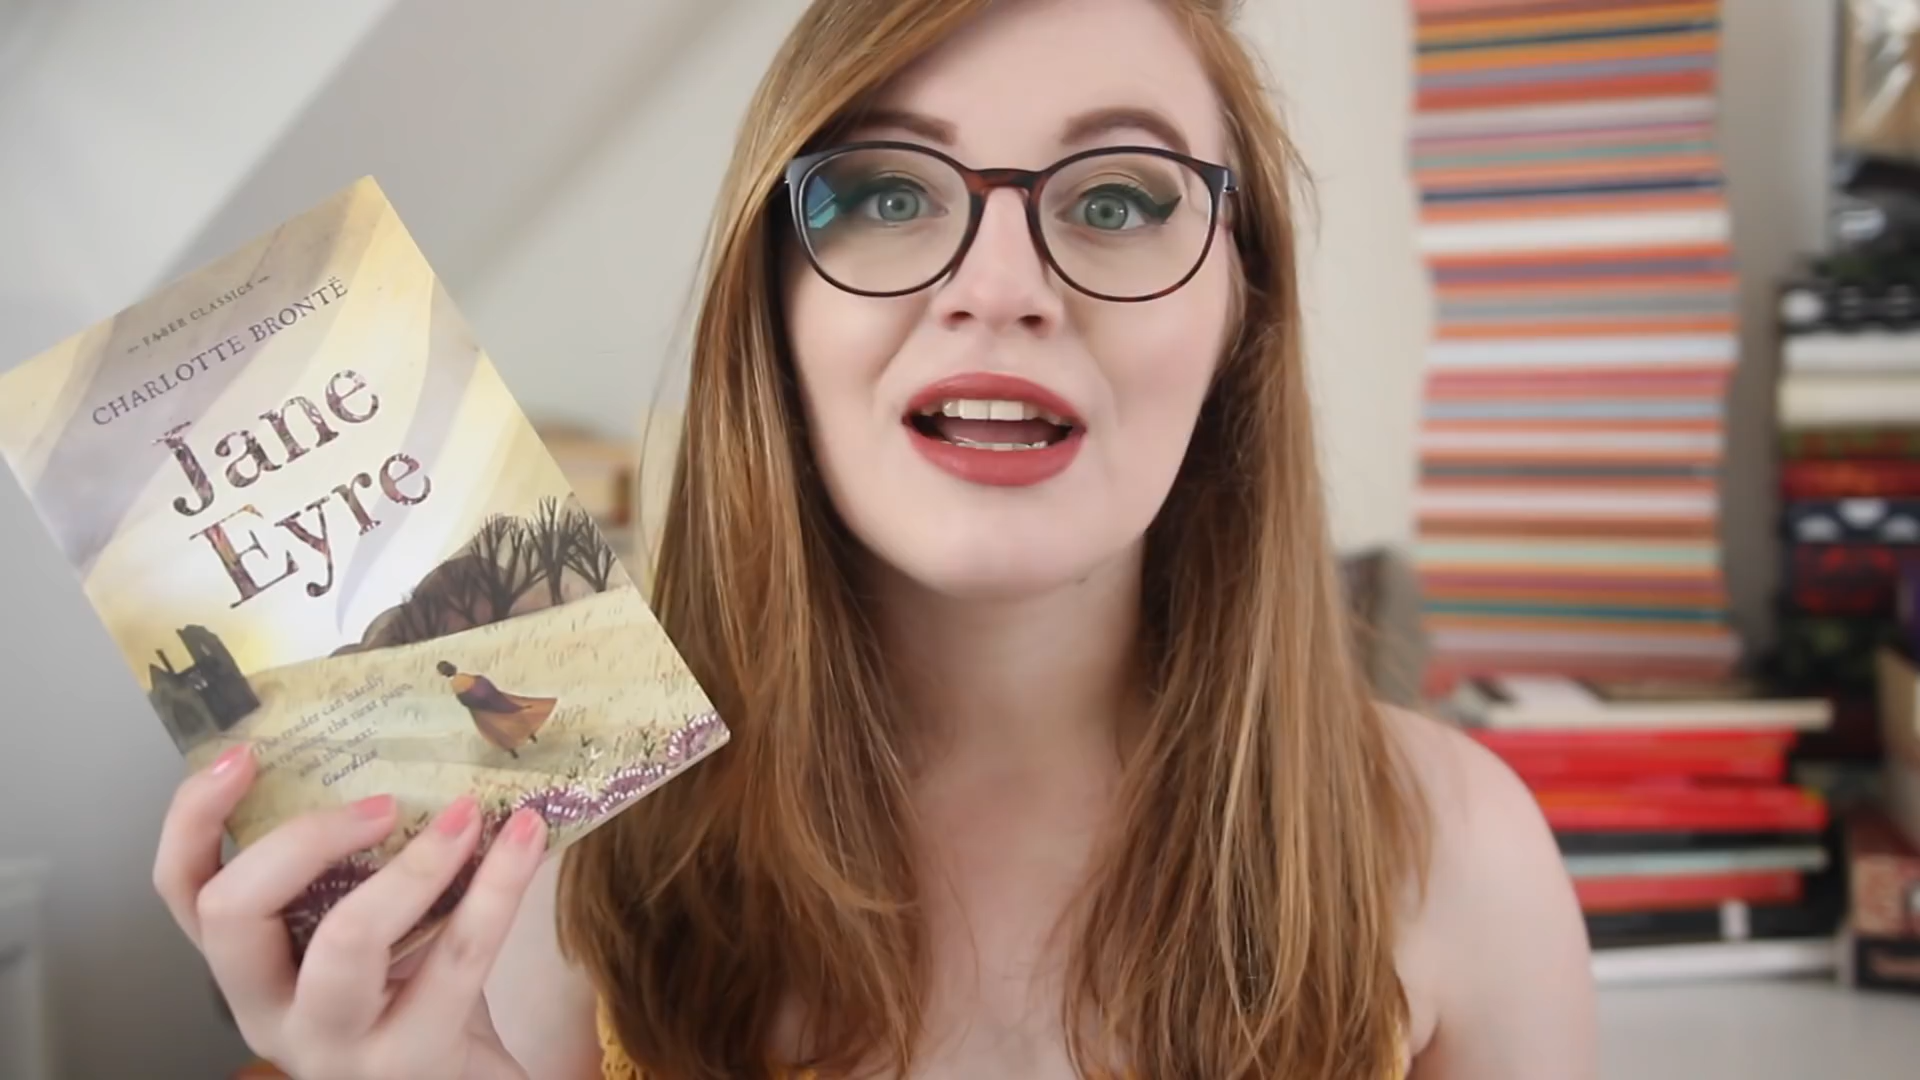 FABER CLASSICS
CHARLOTTE BRONTË
Jane
Eyre
The reader can hardly
turning the next page,
and the next.'
Guardian